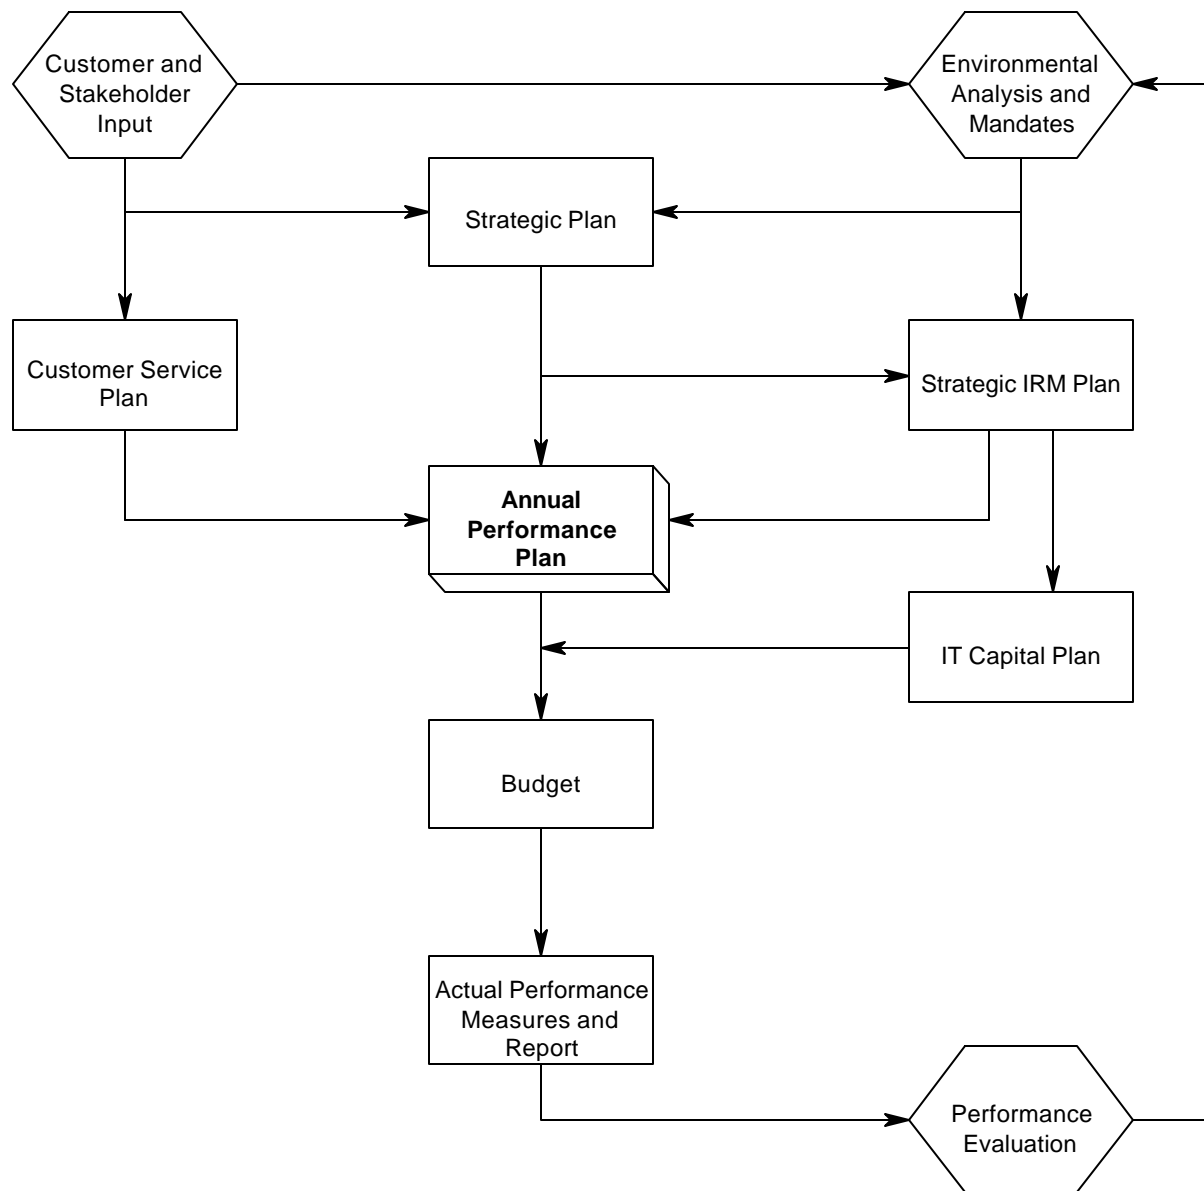 Customer and
Stakeholder
Input
Environmental
Analysis and
Mandates
Strategic Plan
Customer Service
Plan
Strategic IRM Plan
Annual
Performance
Plan
IT Capital Plan
Budget
Actual Performance
Measures and
Report
Performance
Evaluation